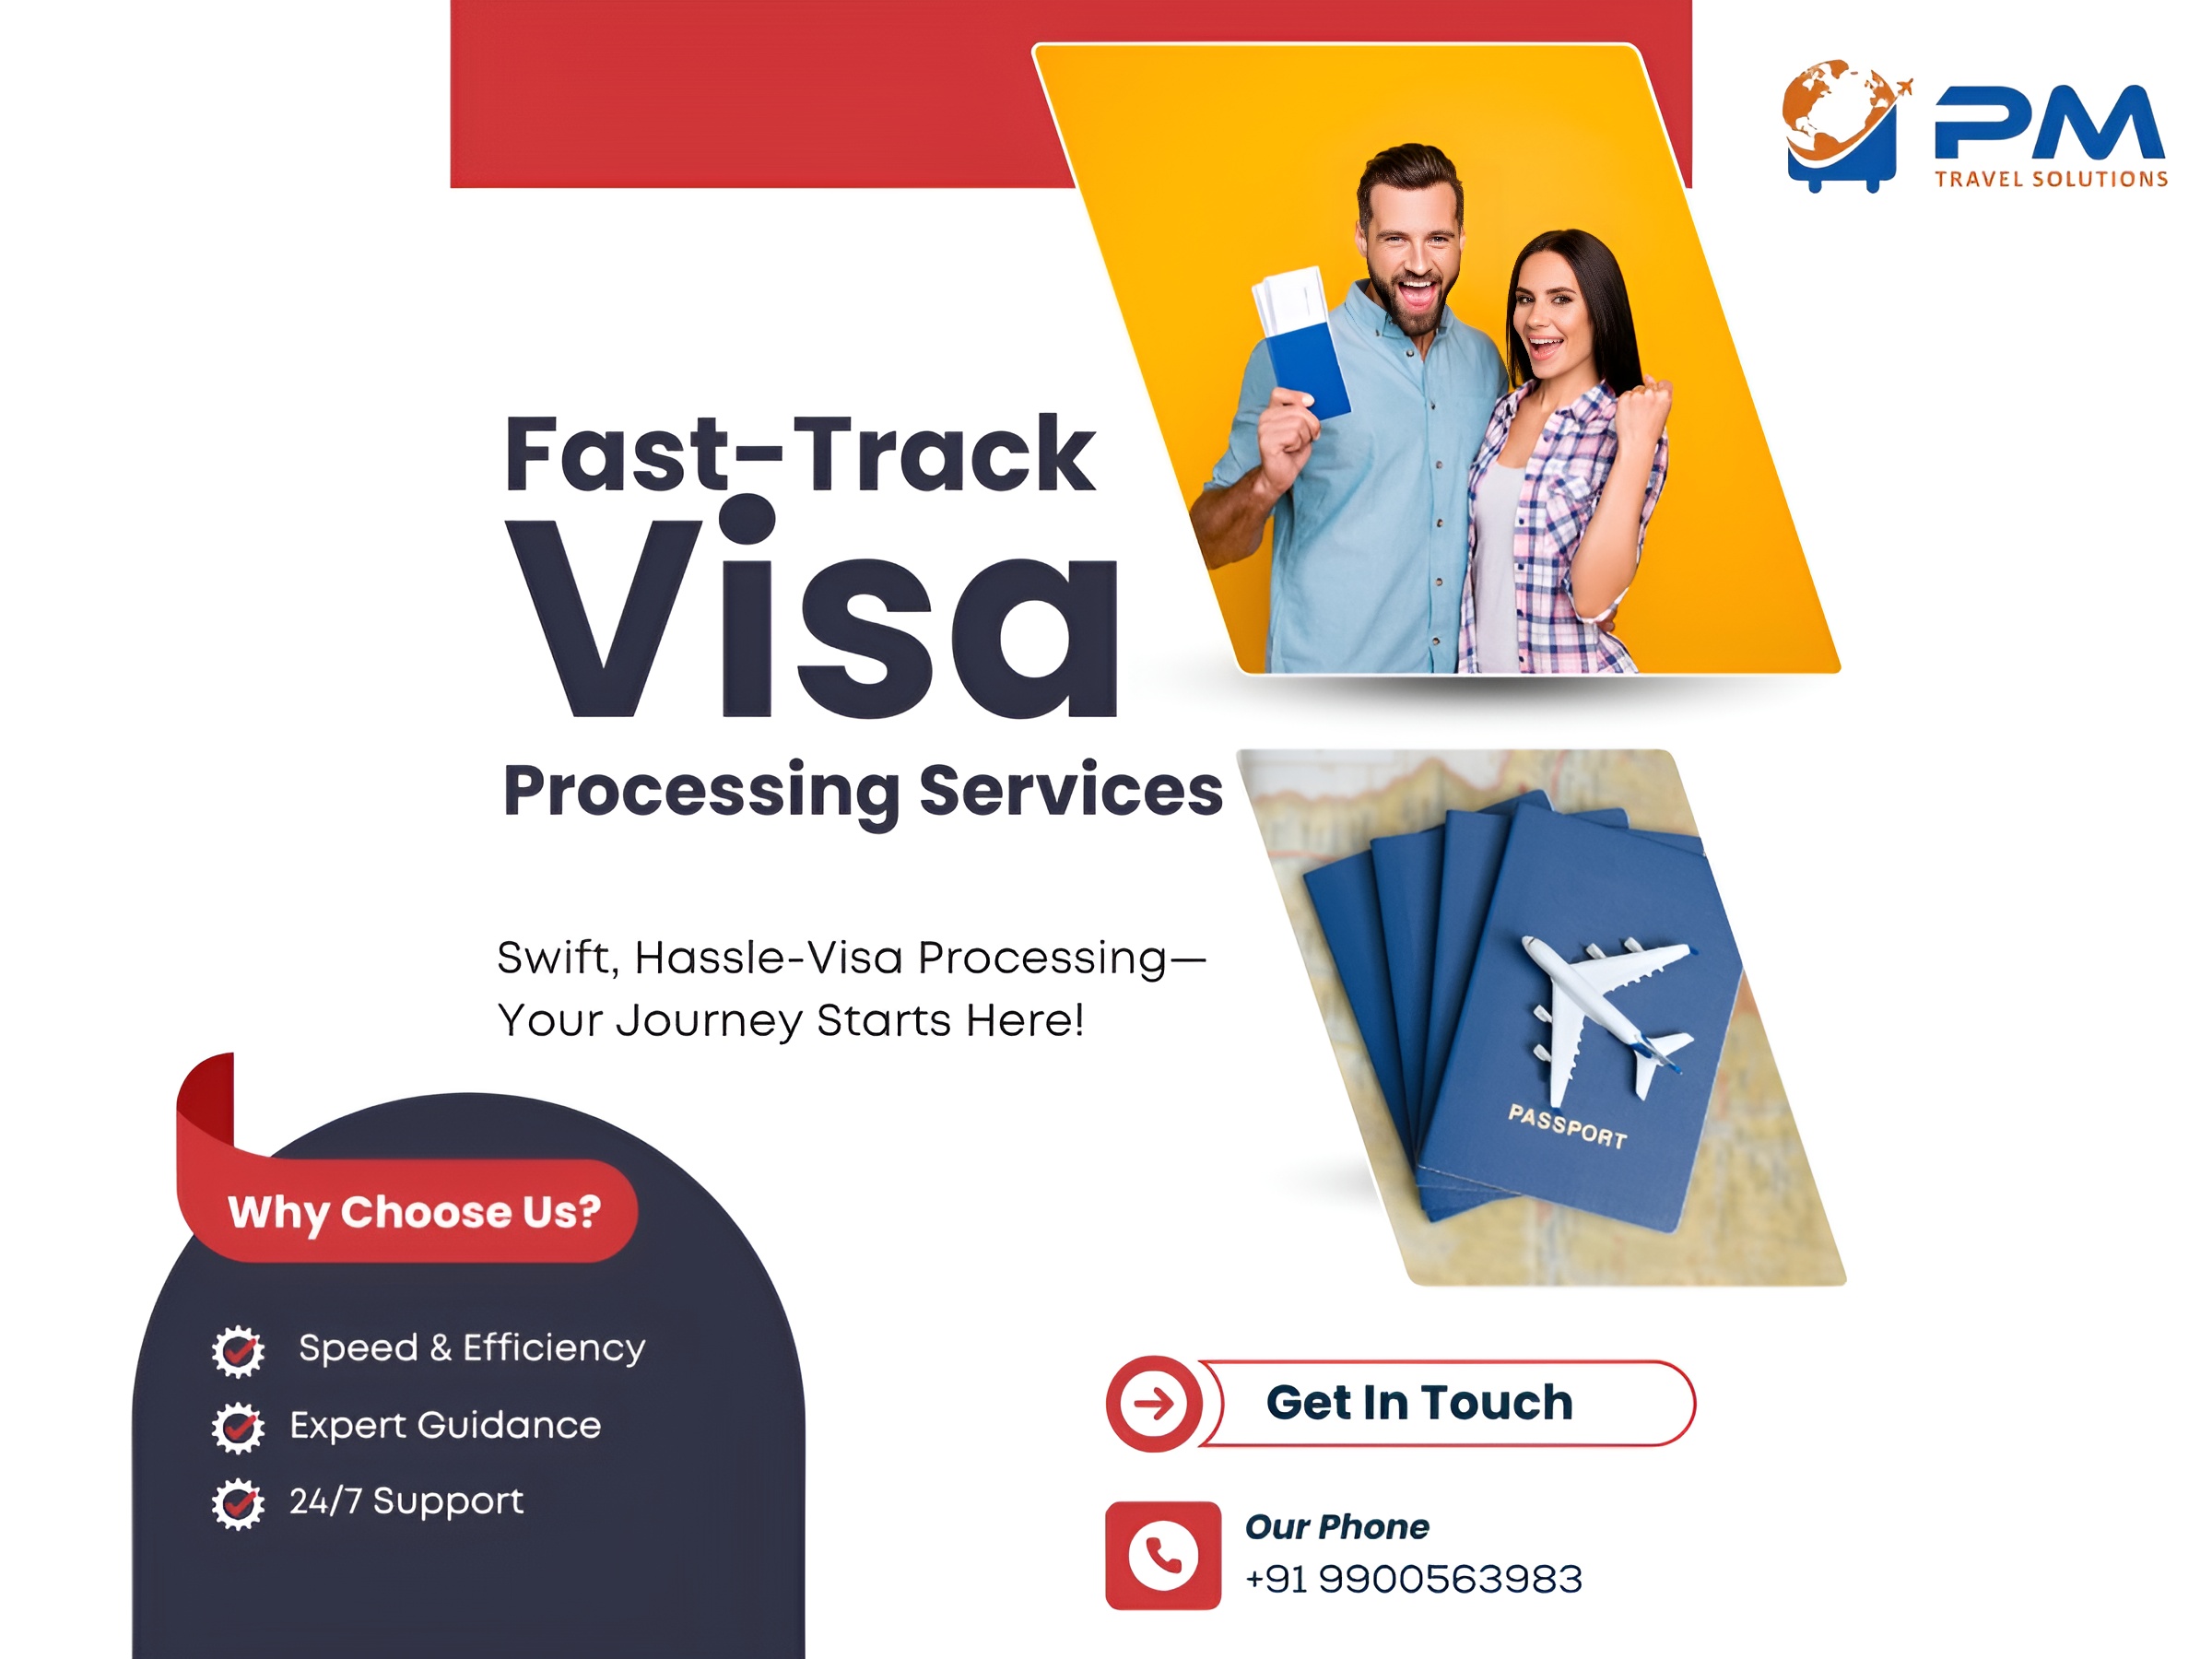 PM
TRAVEL SOLUTIONS
Fast-Track
Visa
Processing Services
Swift, Hassle-Visa Processing—
Your Journey Starts Here!
PASSPORT
Why Choose Us?
Speed & Efficiency
Expert Guidance
24/7 Support
Get In Touch
Our Phone
+91 9900563983